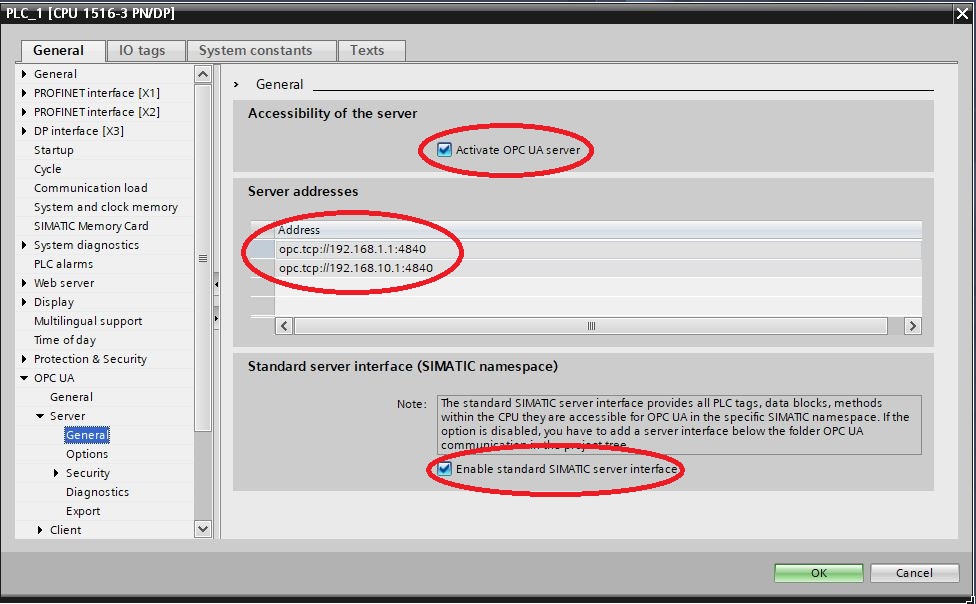 PLC_1 [CPU 1516-3 PN/DP]
General
IO tags
System constants
Texts
General
PROFINET interface [X1]
PROFINET interface [X2]
DP interface [X3]
Startup
Cycle
Communication load
System and clock memory
SIMATIC Memory Card
System diagnostics
PLC alarms
Web server
Display
Multilingual support
Time of day
Protection & Security
OPC UA
General
Server
General
Options
Security
Diagnostics
Export
Client
General
Accessibility of the server
Activate OPC UA server
Server addresses
Address
opc.tcp://192.168.1.1:4840
opc.tcp://192.168.10.1:4840
Standard server interface (SIMATIC namespace)
Note:
The standard SIMATIC server interface provides all PLC tags, data blocks, methods
within the CPU they are accessible for OPC UA in the specific SIMATIC namespace. If the
option is disabled, you have to add a server interface below the folder OPC UA
communication in the project tree.
Enable standard SIMATIC server interface
OK
Cancel